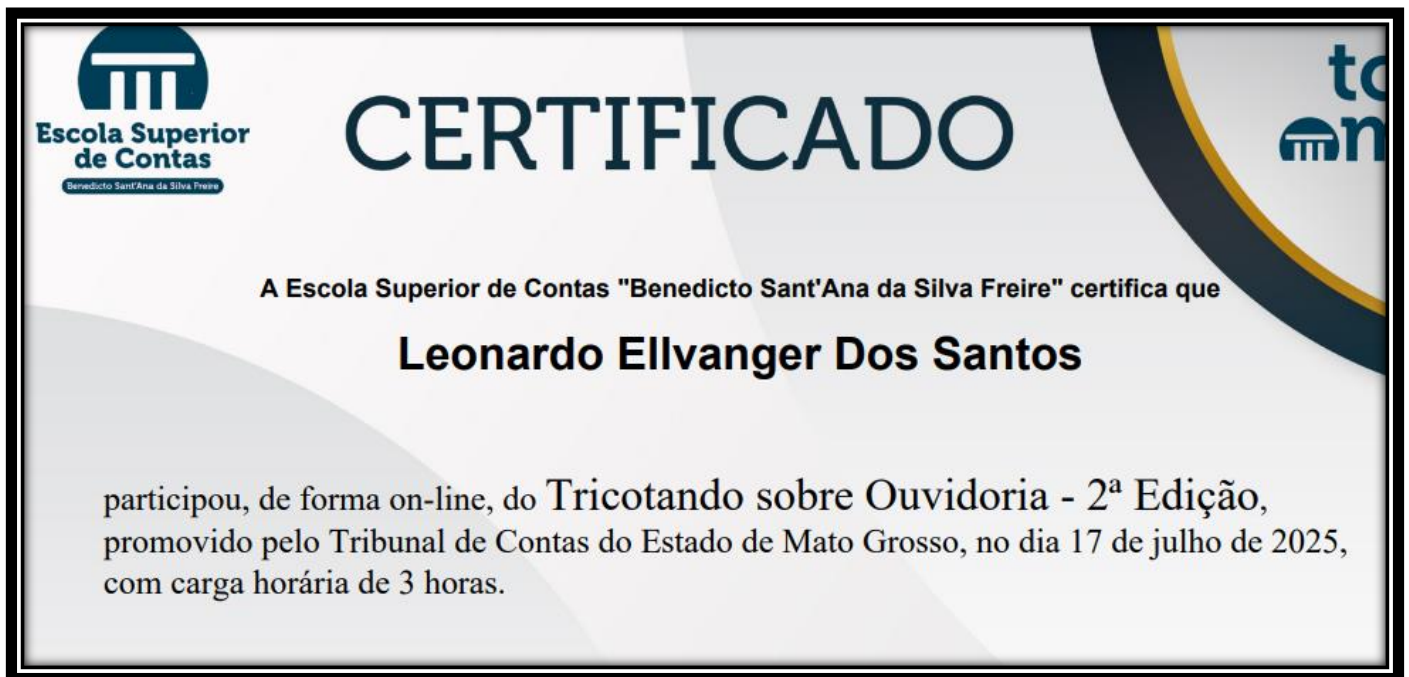 Escola Superior
de Contas
Benedicto Sant'Ana da Silva Freire
CERTIFICADO
A Escola Superior de Contas "Benedicto Sant'Ana da Silva Freire" certifica que
Leonardo Ellvanger Dos Santos
participou, de forma on-line, do Tricotando sobre Ouvidoria - 2ª Edição,
promovido pelo Tribunal de Contas do Estado de Mato Grosso, no dia 17 de julho de 2025,
com carga horária de 3 horas.